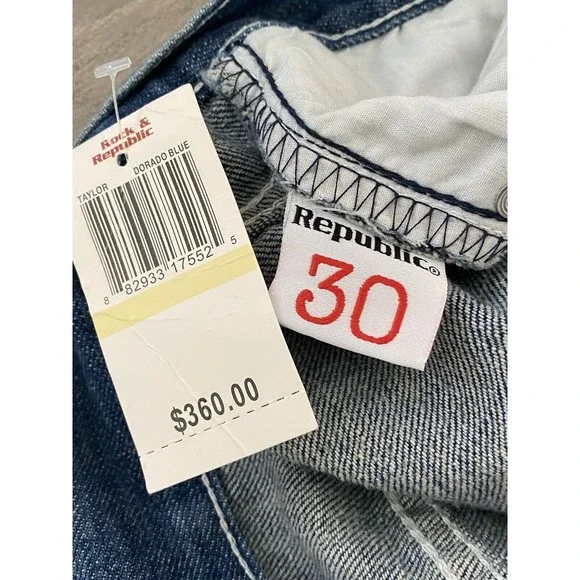 Rock &
Republic
TAYLOR DORADO BLUE
8 82933 17552 5
$360.00
Republic®
30